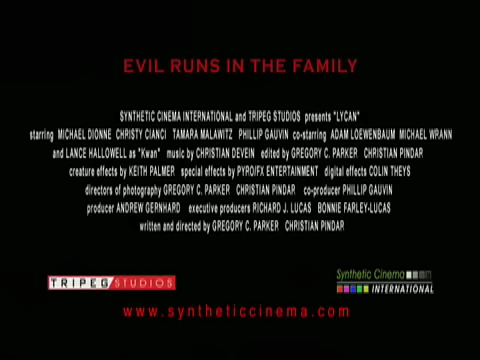 EVIL RUNS IN THE FAMILY
SYNTHETIC CINEMA INTERNATIONAL and TRIPEG STUDIOS presents "LYCAN"
starring MICHAEL DIONNE CHRISTY CIANCI TAMARA MALAWITZ PHILLIP GAUVIN co-starring ADAM LOEWENBAUM MICHAEL WRANN
and LANCE HALLOWELL as "Kwan" music by CHRISTIAN DEVEIN edited by GREGORY C. PARKER CHRISTIAN PINDAR
creature effects by KEITH PALMER special effects by PYRO/FX ENTERTAINMENT digital effects COLIN THEYS
directors of photography GREGORY C. PARKER CHRISTIAN PINDAR co-producer PHILLIP GAUVIN
producer ANDREW GERNHARD executive producers RICHARD J. LUCAS BONNIE FARLEY-LUCAS
written and directed by GREGORY C. PARKER CHRISTIAN PINDAR
TRIPEG STUDIOS
Synthetic Cinema
INTERNATIONAL
www.syntheticcinema.com